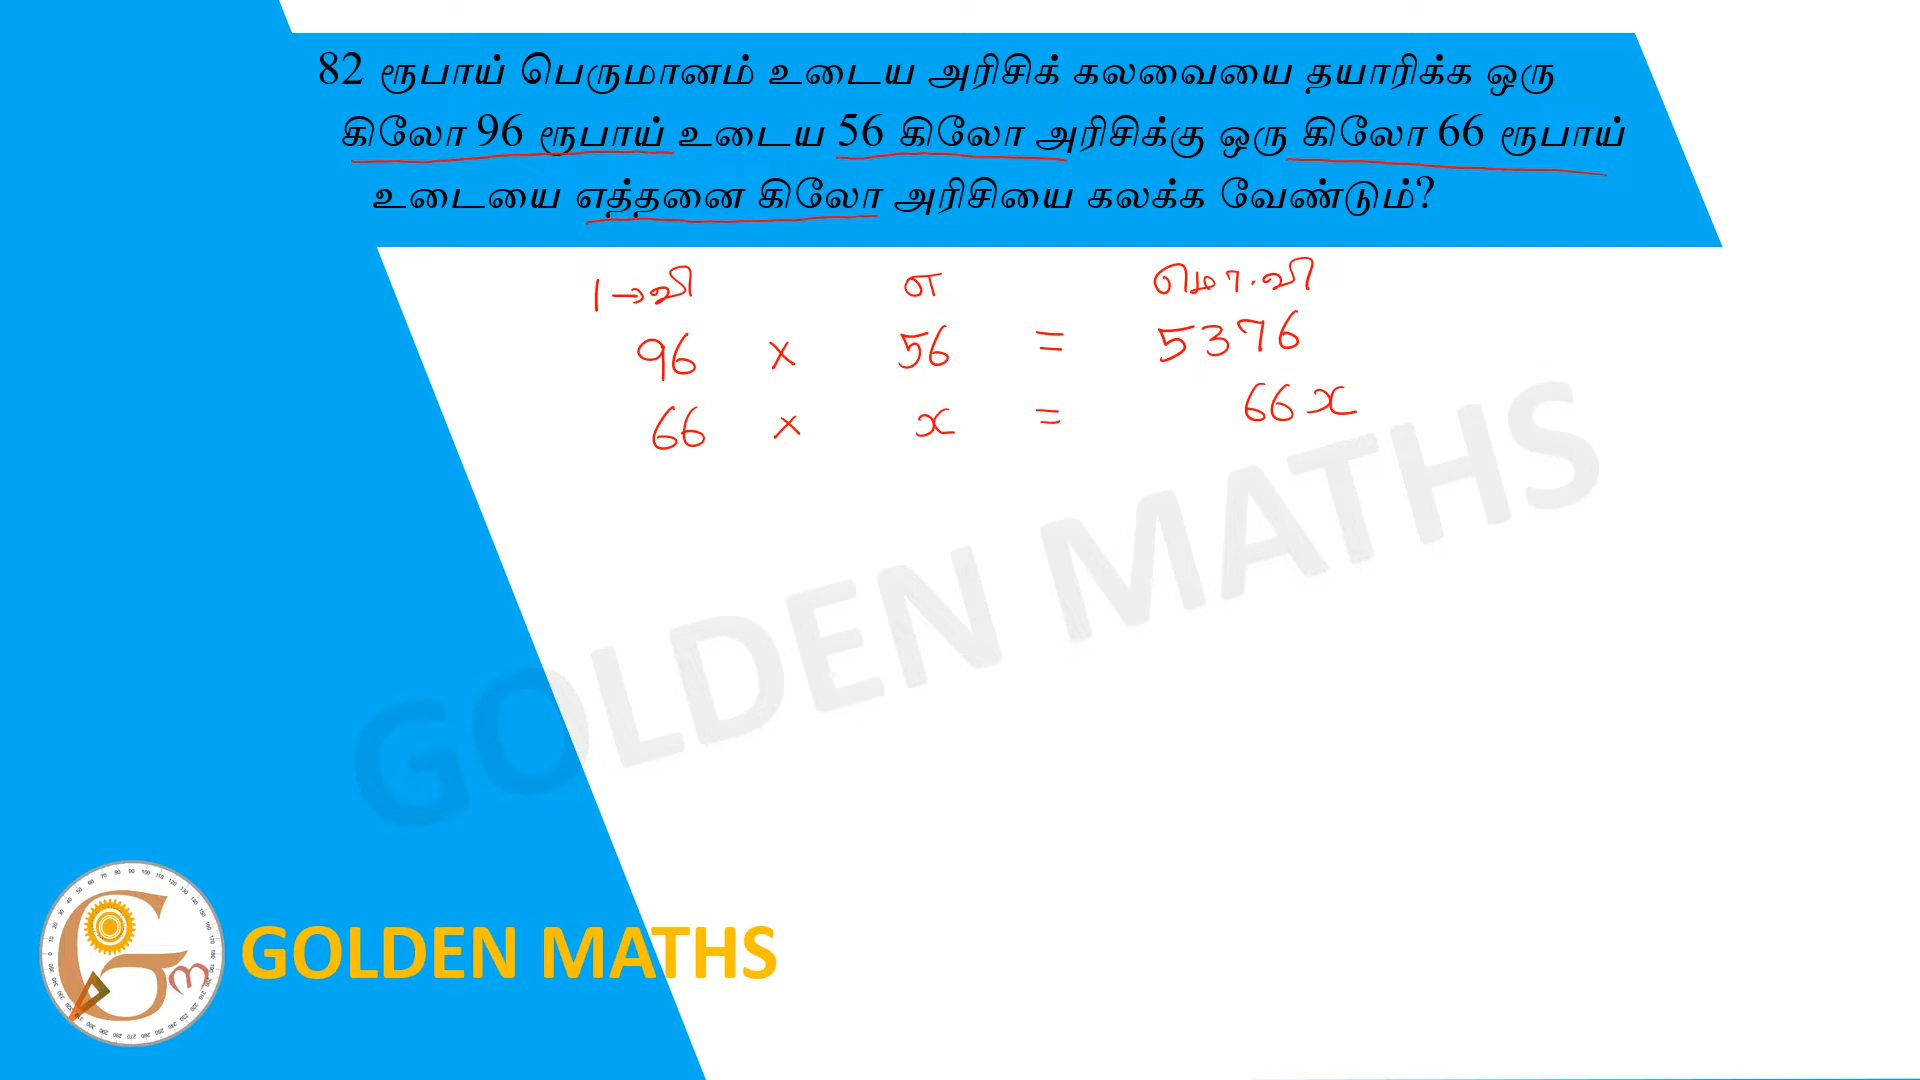 82 ரூபாய் பெருமானம் உடைய அரிசிக் கலவையை தயாரிக்க ஒரு
கிலோ 96 ரூபாய் உடைய 56 கிலோ அரிசிக்கு ஒரு கிலோ 66 ரூபாய்
உடையை எத்தனை கிலோ அரிசியை கலக்க வேண்டும்?
1→வி எ மொ.வி
96 x 56 = 5376
66 x x = 66x
GOLDEN MATHS
GOLDEN MATHS